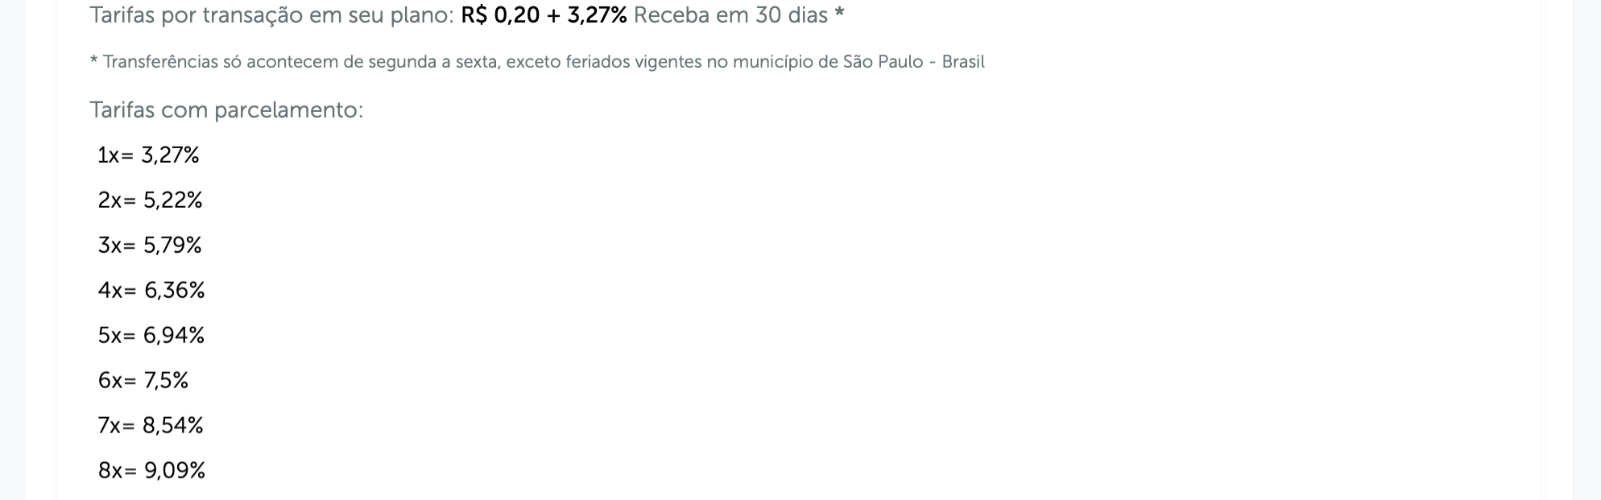 Tarifas por transação em seu plano: R$ 0,20 + 3,27% Receba em 30 dias *
* Transferências só acontecem de segunda a sexta, exceto feriados vigentes no município de São Paulo - Brasil
Tarifas com parcelamento:
1x= 3,27%
2x= 5,22%
3x= 5,79%
4x= 6,36%
5x= 6,94%
6x= 7,5%
7x= 8,54%
8x= 9,09%